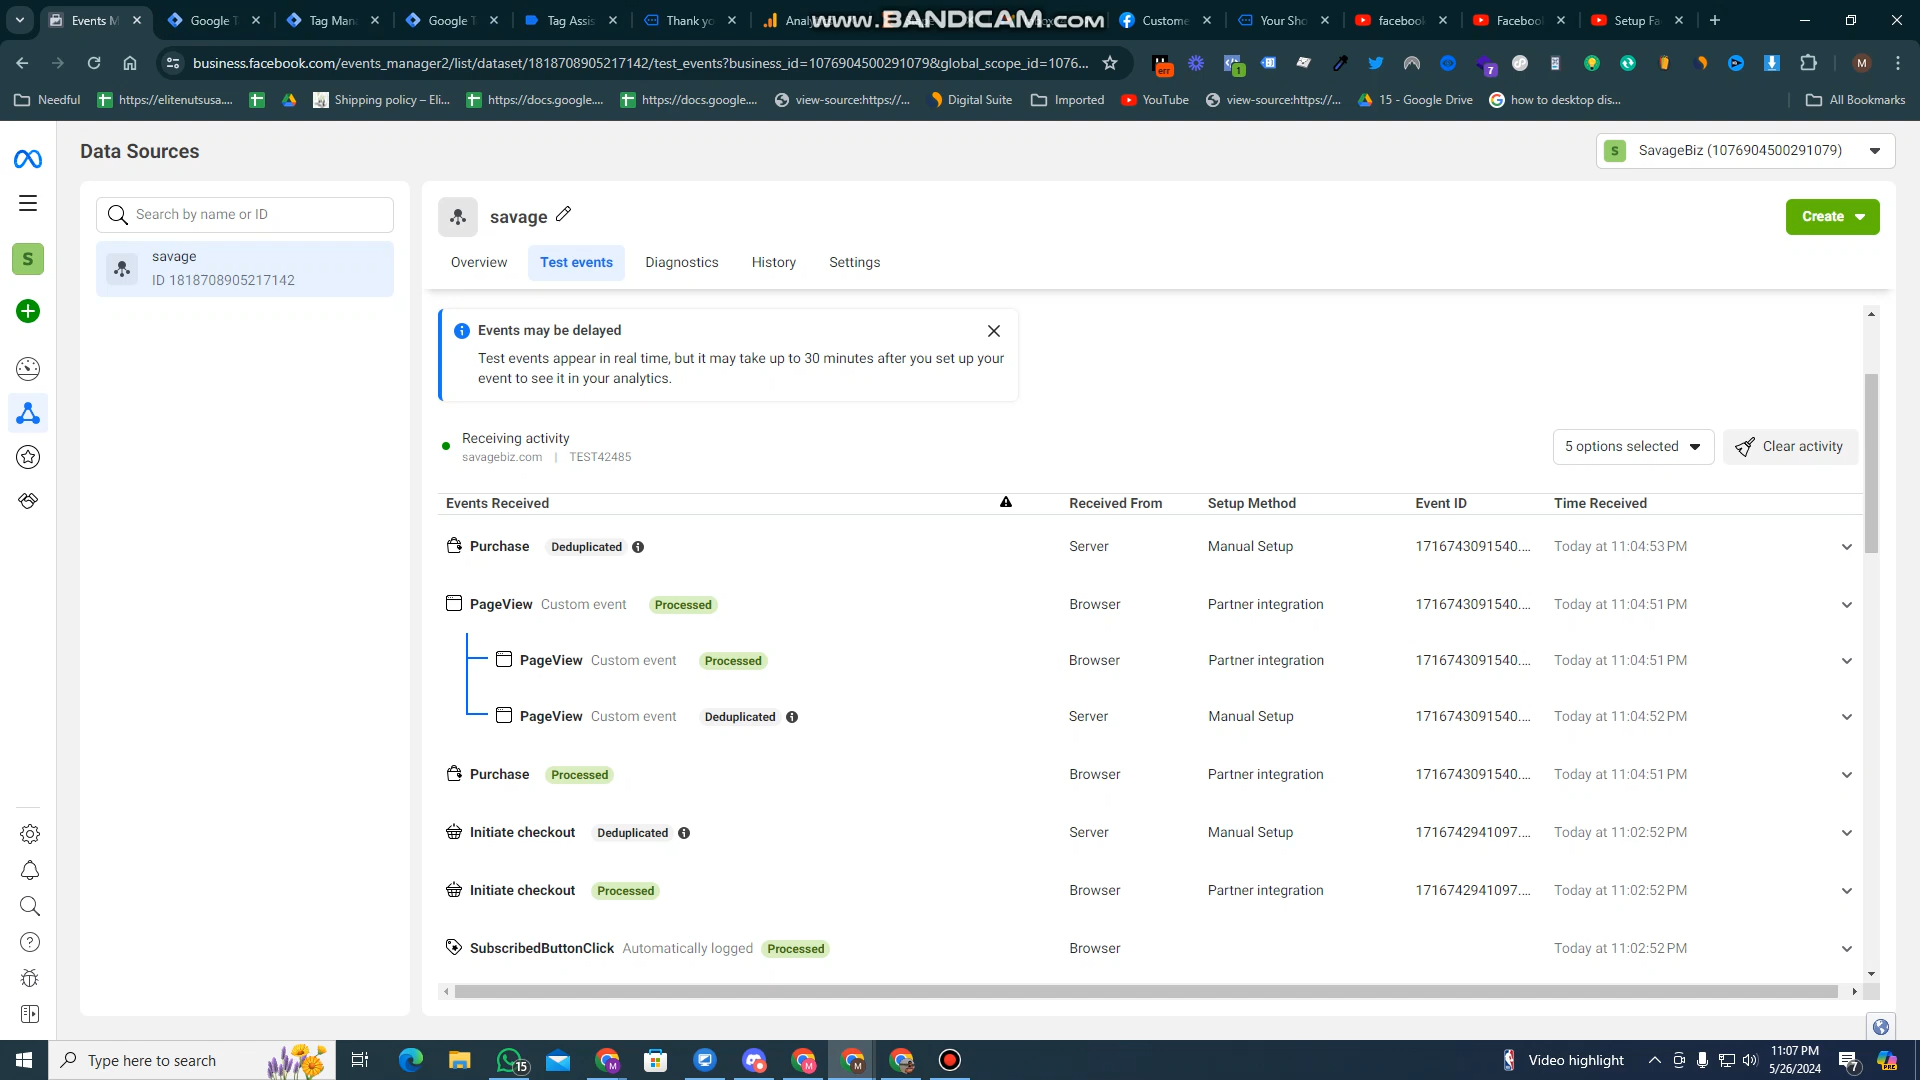 Events M
Google T
Tag Man
Google T
Tag Assis
Thank yo
Analy
www.BANDICAM.com
Custome
Your Sho
facebook
Facebook
Setup Fa
business.facebook.com/events_manager2/list/dataset/1818708905217142/test_events?business_id=1076904500291079&global_scope_id=1076...
err
1
7
M
Needful
https://elitenutsusa....
Shipping policy – Eli...
https://docs.google....
https://docs.google....
view-source:https://...
Digital Suite
Imported
YouTube
view-source:https://...
15 - Google Drive
how to desktop dis...
All Bookmarks
Data Sources
S
SavageBiz (1076904500291079)
Search by name or ID
savage
ID 1818708905217142
S
savage
Create
Overview
Test events
Diagnostics
History
Settings
Events may be delayed
Test events appear in real time, but it may take up to 30 minutes after you set up your
event to see it in your analytics.
Receiving activity
savagebiz.com | TEST42485
5 options selected
Clear activity
Events Received
Received From
Setup Method
Event ID
Time Received
Purchase Deduplicated Server Manual Setup 1716743091540.... Today at 11:04:53 PM
PageView Custom event Processed Browser Partner integration 1716743091540.... Today at 11:04:51 PM
PageView Custom event Processed Browser Partner integration 1716743091540.... Today at 11:04:51 PM
PageView Custom event Deduplicated Server Manual Setup 1716743091540.... Today at 11:04:52 PM
Purchase Processed Browser Partner integration 1716743091540.... Today at 11:04:51 PM
Initiate checkout Deduplicated Server Manual Setup 1716742941097.... Today at 11:02:52 PM
Initiate checkout Processed Browser Partner integration 1716742941097.... Today at 11:02:52 PM
SubscribedButtonClick Automatically logged Processed Browser Today at 11:02:52 PM
Type here to search
15
Video highlight
11:07 PM
5/26/2024
7